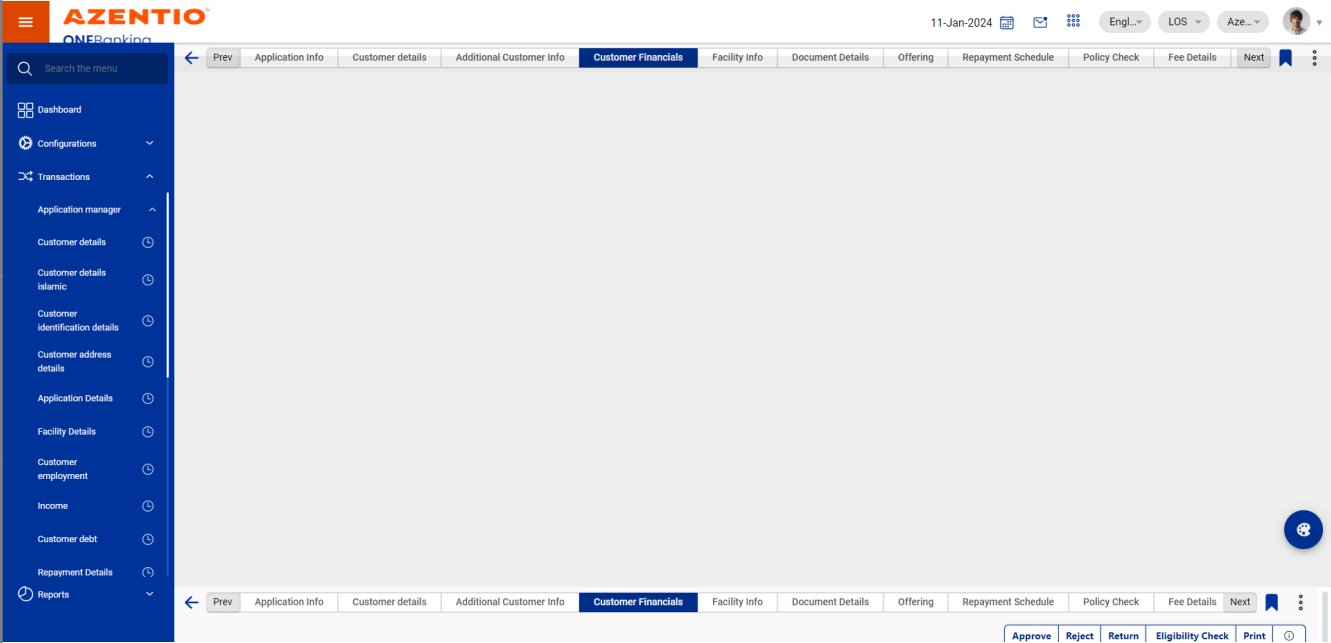 AZENTIO
ONEBanking
11-Jan-2024
Engl...
LOS
Aze...
Search the menu
Dashboard
Configurations
Transactions
Application manager
Customer details
Customer details
islamic
Customer
identification details
Customer address
details
Application Details
Facility Details
Customer
employment
Income
Customer debt
Repayment Details
Reports
Prev Application Info Customer details Additional Customer Info Customer Financials Facility Info Document Details Offering Repayment Schedule Policy Check Fee Details Next
Prev Application Info Customer details Additional Customer Info Customer Financials Facility Info Document Details Offering Repayment Schedule Policy Check Fee Details Next
Approve Reject Return Eligibility Check Print